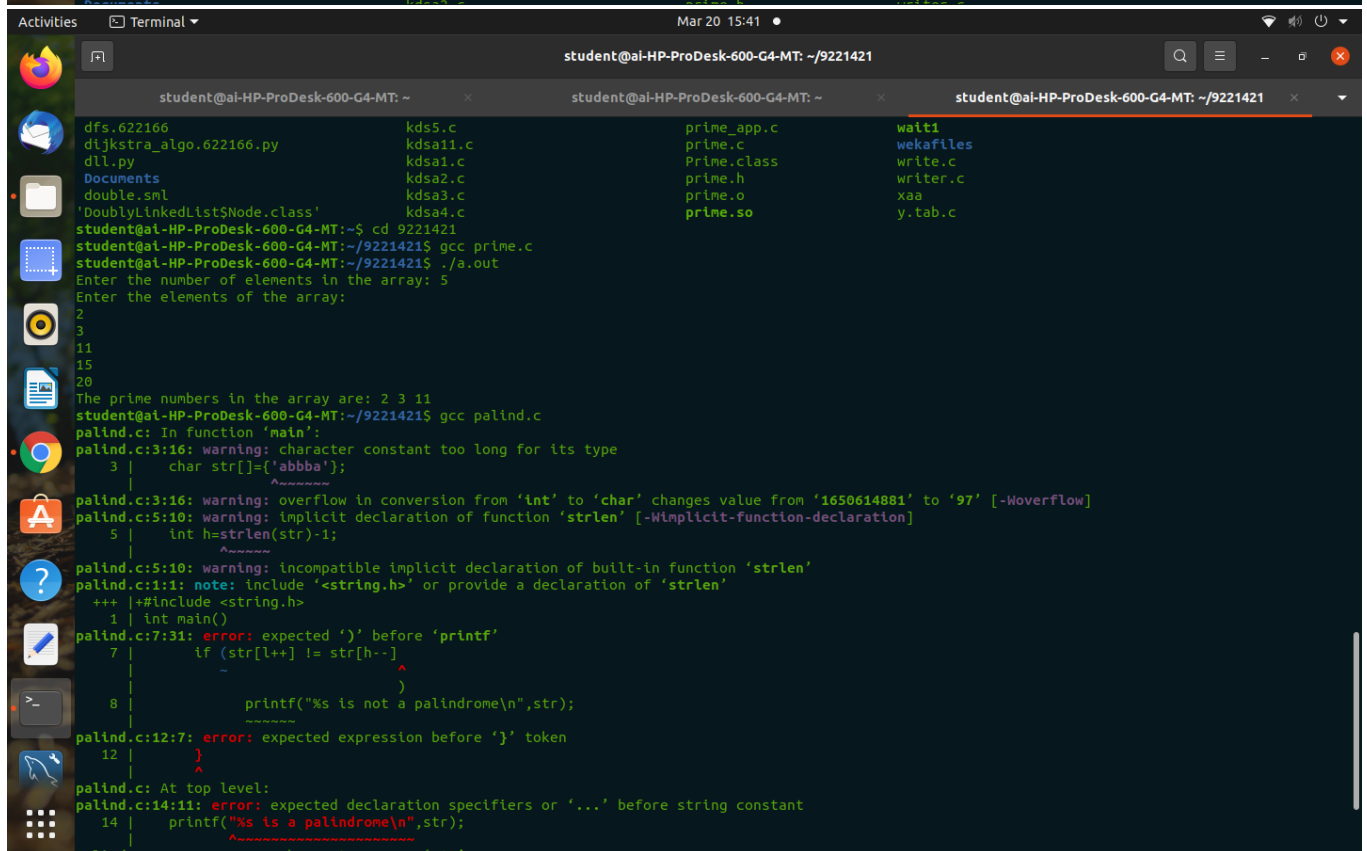 Activities Terminal Mar 20 15:41
student@ai-HP-ProDesk-600-G4-MT: ~/9221421
student@ai-HP-ProDesk-600-G4-MT: ~ × student@ai-HP-ProDesk-600-G4-MT: ~ × student@ai-HP-ProDesk-600-G4-MT: ~/9221421 ×
dfs.622166 kds5.c prime_app.c wait1
dijkstra_algo.622166.py kdsa11.c prime.c wekafiles
dll.py kdsa1.c Prime.class write.c
Documents kdsa2.c prime.h writer.c
double.sml kdsa3.c prime.o xaa
'DoublyLinkedList$Node.class' kdsa4.c prime.so y.tab.c
student@ai-HP-ProDesk-600-G4-MT:~$ cd 9221421
student@ai-HP-ProDesk-600-G4-MT:~/9221421$ gcc prime.c
student@ai-HP-ProDesk-600-G4-MT:~/9221421$ ./a.out
Enter the number of elements in the array: 5
Enter the elements of the array:
2
3
11
15
20
The prime numbers in the array are: 2 3 11
student@ai-HP-ProDesk-600-G4-MT:~/9221421$ gcc palind.c
palind.c: In function ‘main’:
palind.c:3:16: warning: character constant too long for its type
3 | char str[]={'abbba'};
| ^~~~~~~
palind.c:3:16: warning: overflow in conversion from ‘int’ to ‘char’ changes value from ‘1650614881’ to ‘97’ [-Woverflow]
palind.c:5:10: warning: implicit declaration of function ‘strlen’ [-Wimplicit-function-declaration]
5 | int h=strlen(str)-1;
| ^~~~~~
palind.c:5:10: warning: incompatible implicit declaration of built-in function ‘strlen’
palind.c:1:1: note: include ‘<string.h>’ or provide a declaration of ‘strlen’
+++ |+#include <string.h>
1 | int main()
palind.c:7:31: error: expected ‘)’ before ‘printf’
7 | if (str[l++] != str[h--]
| ~ ^
| )
8 | printf("%s is not a palindrome\n",str);
| ~~~~~~
palind.c:12:7: error: expected expression before ‘}’ token
12 | }
| ^
palind.c: At top level:
palind.c:14:11: error: expected declaration specifiers or ‘...’ before string constant
14 | printf("%s is a palindrome\n",str);
| ^~~~~~~~~~~~~~~~~~~~~~~